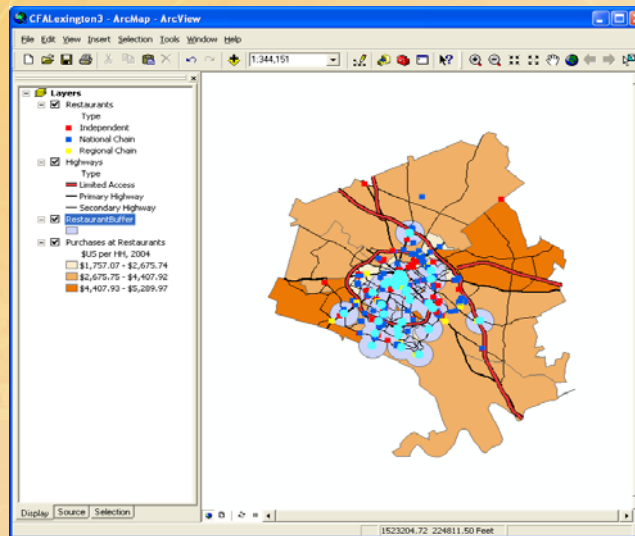 CFALexington3 - ArcMap - ArcView
File Edit View Insert Selection Tools Window Help
1:344,151
Layers
Restaurants
Type
Independent
National Chain
Regional Chain
Highways
Type
Limited Access
Primary Highway
Secondary Highway
RestaurantBuffer
Purchases at Restaurants
$US per HH, 2004
$1,757.07 - $2,675.74
$2,675.75 - $4,407.92
$4,407.93 - $5,289.97
Display Source Selection
1523204.72 224811.50 Feet